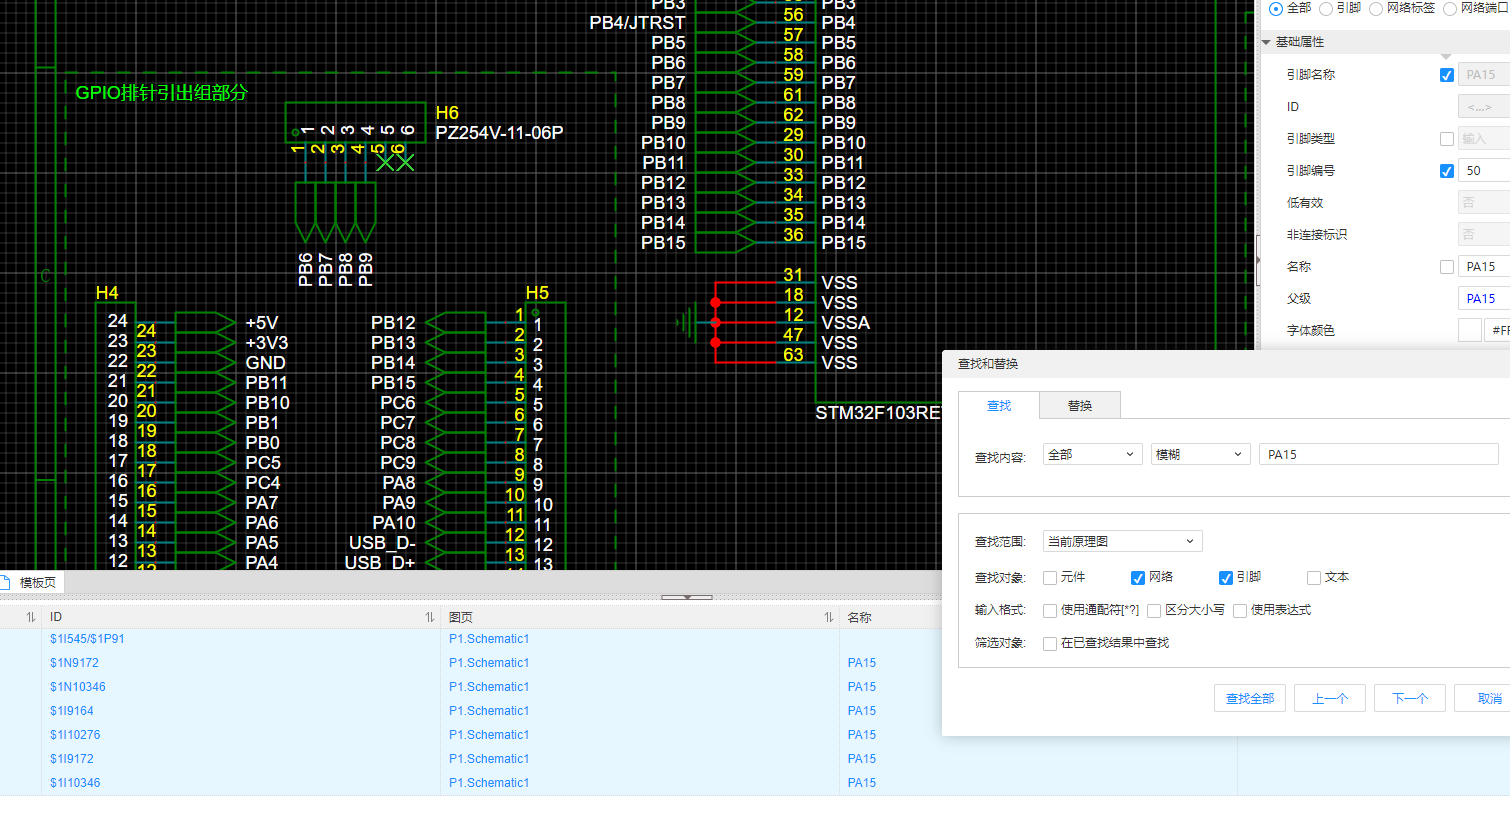 PB3
PB4/JTRST
PB5
PB6
PB7
PB8
PB9
PB10
PB11
PB12
PB13
PB14
PB15
56
57
58
59
61
62
29
30
33
34
35
36
PB3
PB4
PB5
PB6
PB7
PB8
PB9
PB10
PB11
PB12
PB13
PB14
PB15
31 VSS
18 VSS
12 VSSA
47 VSS
63 VSS
STM32F103RET
GPIO排针引出组部分
H6
PZ254V-11-06P
1 2 3 4 5 6
1 2 3 4 5 6
PB6 PB7 PB8 PB9
C
H4
24 24 +5V
23 23 +3V3
22 22 GND
21 21 PB11
20 20 PB10
19 19 PB1
18 18 PB0
17 17 PC5
16 16 PC4
15 15 PA7
14 14 PA6
13 13 PA5
12 12 PA4
H5
PB12 1 1
PB13 2 2
PB14 3 3
PB15 4 4
PC6 5 5
PC7 6 6
PC8 7 7
PC9 8 8
PA8 9 9
PA9 10 10
PA10 11 11
USB_D- 12 12
USB_D+ 13 13
全部 引脚 网络标签 网络端口
基础属性
引脚名称 PA15
ID <...>
引脚类型 输入
引脚编号 50
低有效 否
非连接标识 否
名称 PA15
父级 PA15
字体颜色 #FF
查找和替换
查找 替换
查找内容: 全部 模糊 PA15
查找范围: 当前原理图
查找对象: 元件 网络 引脚 文本
输入格式: 使用通配符[*?] 区分大小写 使用表达式
筛选对象: 在已查找结果中查找
查找全部 上一个 下一个 取消
模板页
ID 图页 名称
$1I545/$1P91 P1.Schematic1
$1N9172 P1.Schematic1 PA15
$1N10346 P1.Schematic1 PA15
$1I9164 P1.Schematic1 PA15
$1I10276 P1.Schematic1 PA15
$1I9172 P1.Schematic1 PA15
$1I10346 P1.Schematic1 PA15